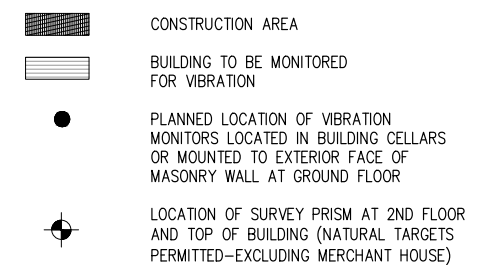 CONSTRUCTION AREA
BUILDING TO BE MONITORED
FOR VIBRATION
PLANNED LOCATION OF VIBRATION
MONITORS LOCATED IN BUILDING CELLARS
OR MOUNTED TO EXTERIOR FACE OF
MASONRY WALL AT GROUND FLOOR
LOCATION OF SURVEY PRISM AT 2ND FLOOR
AND TOP OF BUILDING (NATURAL TARGETS
PERMITTED-EXCLUDING MERCHANT HOUSE)